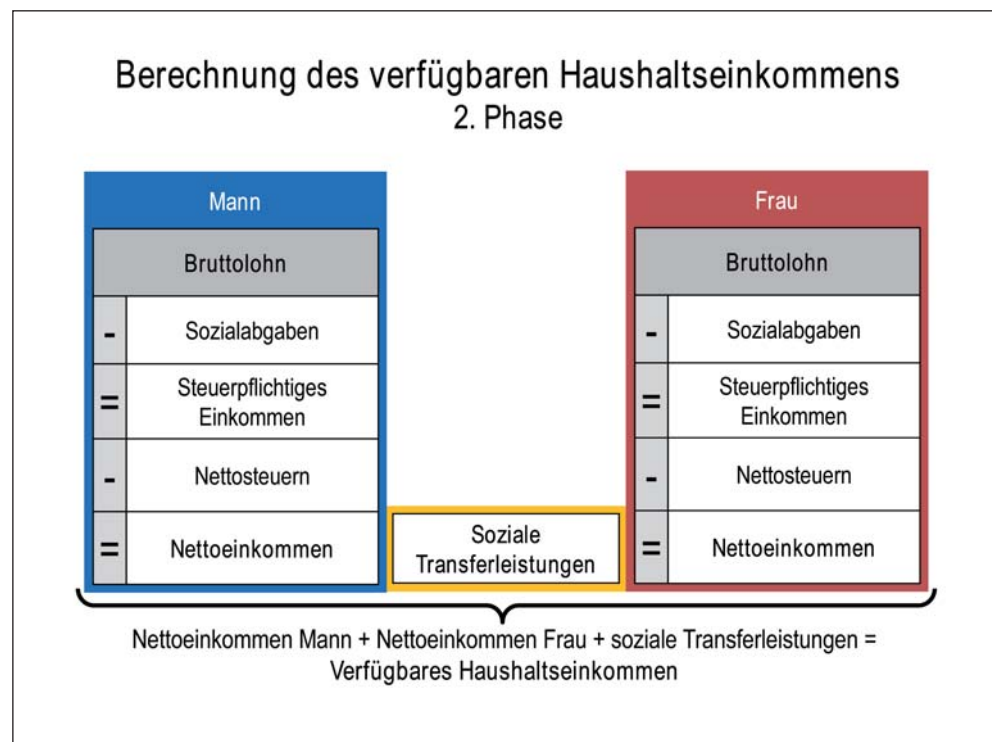 Berechnung des verfügbaren Haushaltseinkommens
2. Phase
Mann
Bruttolohn
- Sozialabgaben
= Steuerpflichtiges
Einkommen
- Nettosteuern
= Nettoeinkommen
Soziale
Transferleistungen
Frau
Bruttolohn
- Sozialabgaben
= Steuerpflichtiges
Einkommen
- Nettosteuern
= Nettoeinkommen
Nettoeinkommen Mann + Nettoeinkommen Frau + soziale Transferleistungen =
Verfügbares Haushaltseinkommen